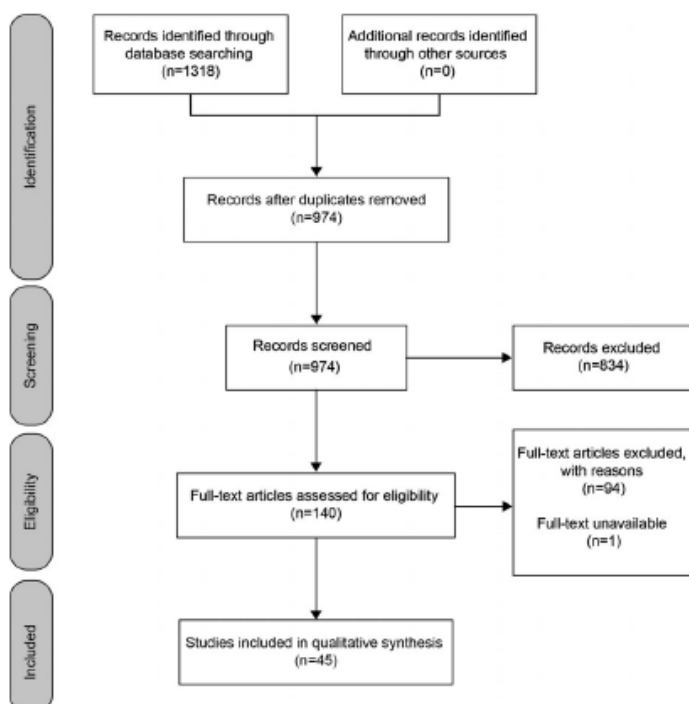 Records identified through
database searching
(n=1318)
Additional records identified
through other sources
(n=0)
Identification
Records after duplicates removed
(n=974)
Screening
Records screened
(n=974)
Records excluded
(n=834)
Eligibility
Full-text articles assessed for eligibility
(n=140)
Full-text articles excluded,
with reasons
(n=94)
Full-text unavailable
(n=1)
Included
Studies included in qualitative synthesis
(n=45)